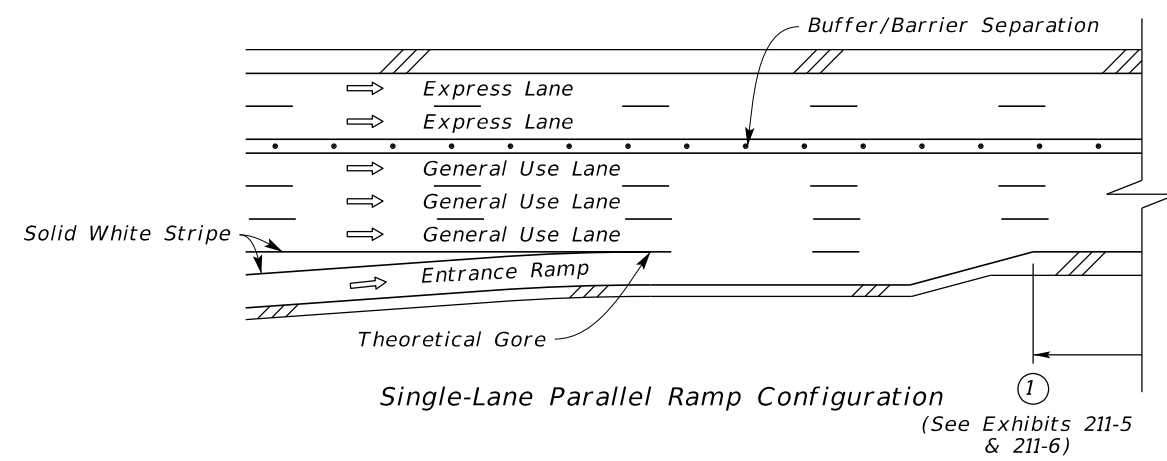 Buffer/Barrier Separation
Express Lane
Express Lane
General Use Lane
General Use Lane
General Use Lane
Solid White Stripe
Entrance Ramp
Theoretical Gore
Single-Lane Parallel Ramp Configuration
1
(See Exhibits 211-5
& 211-6)